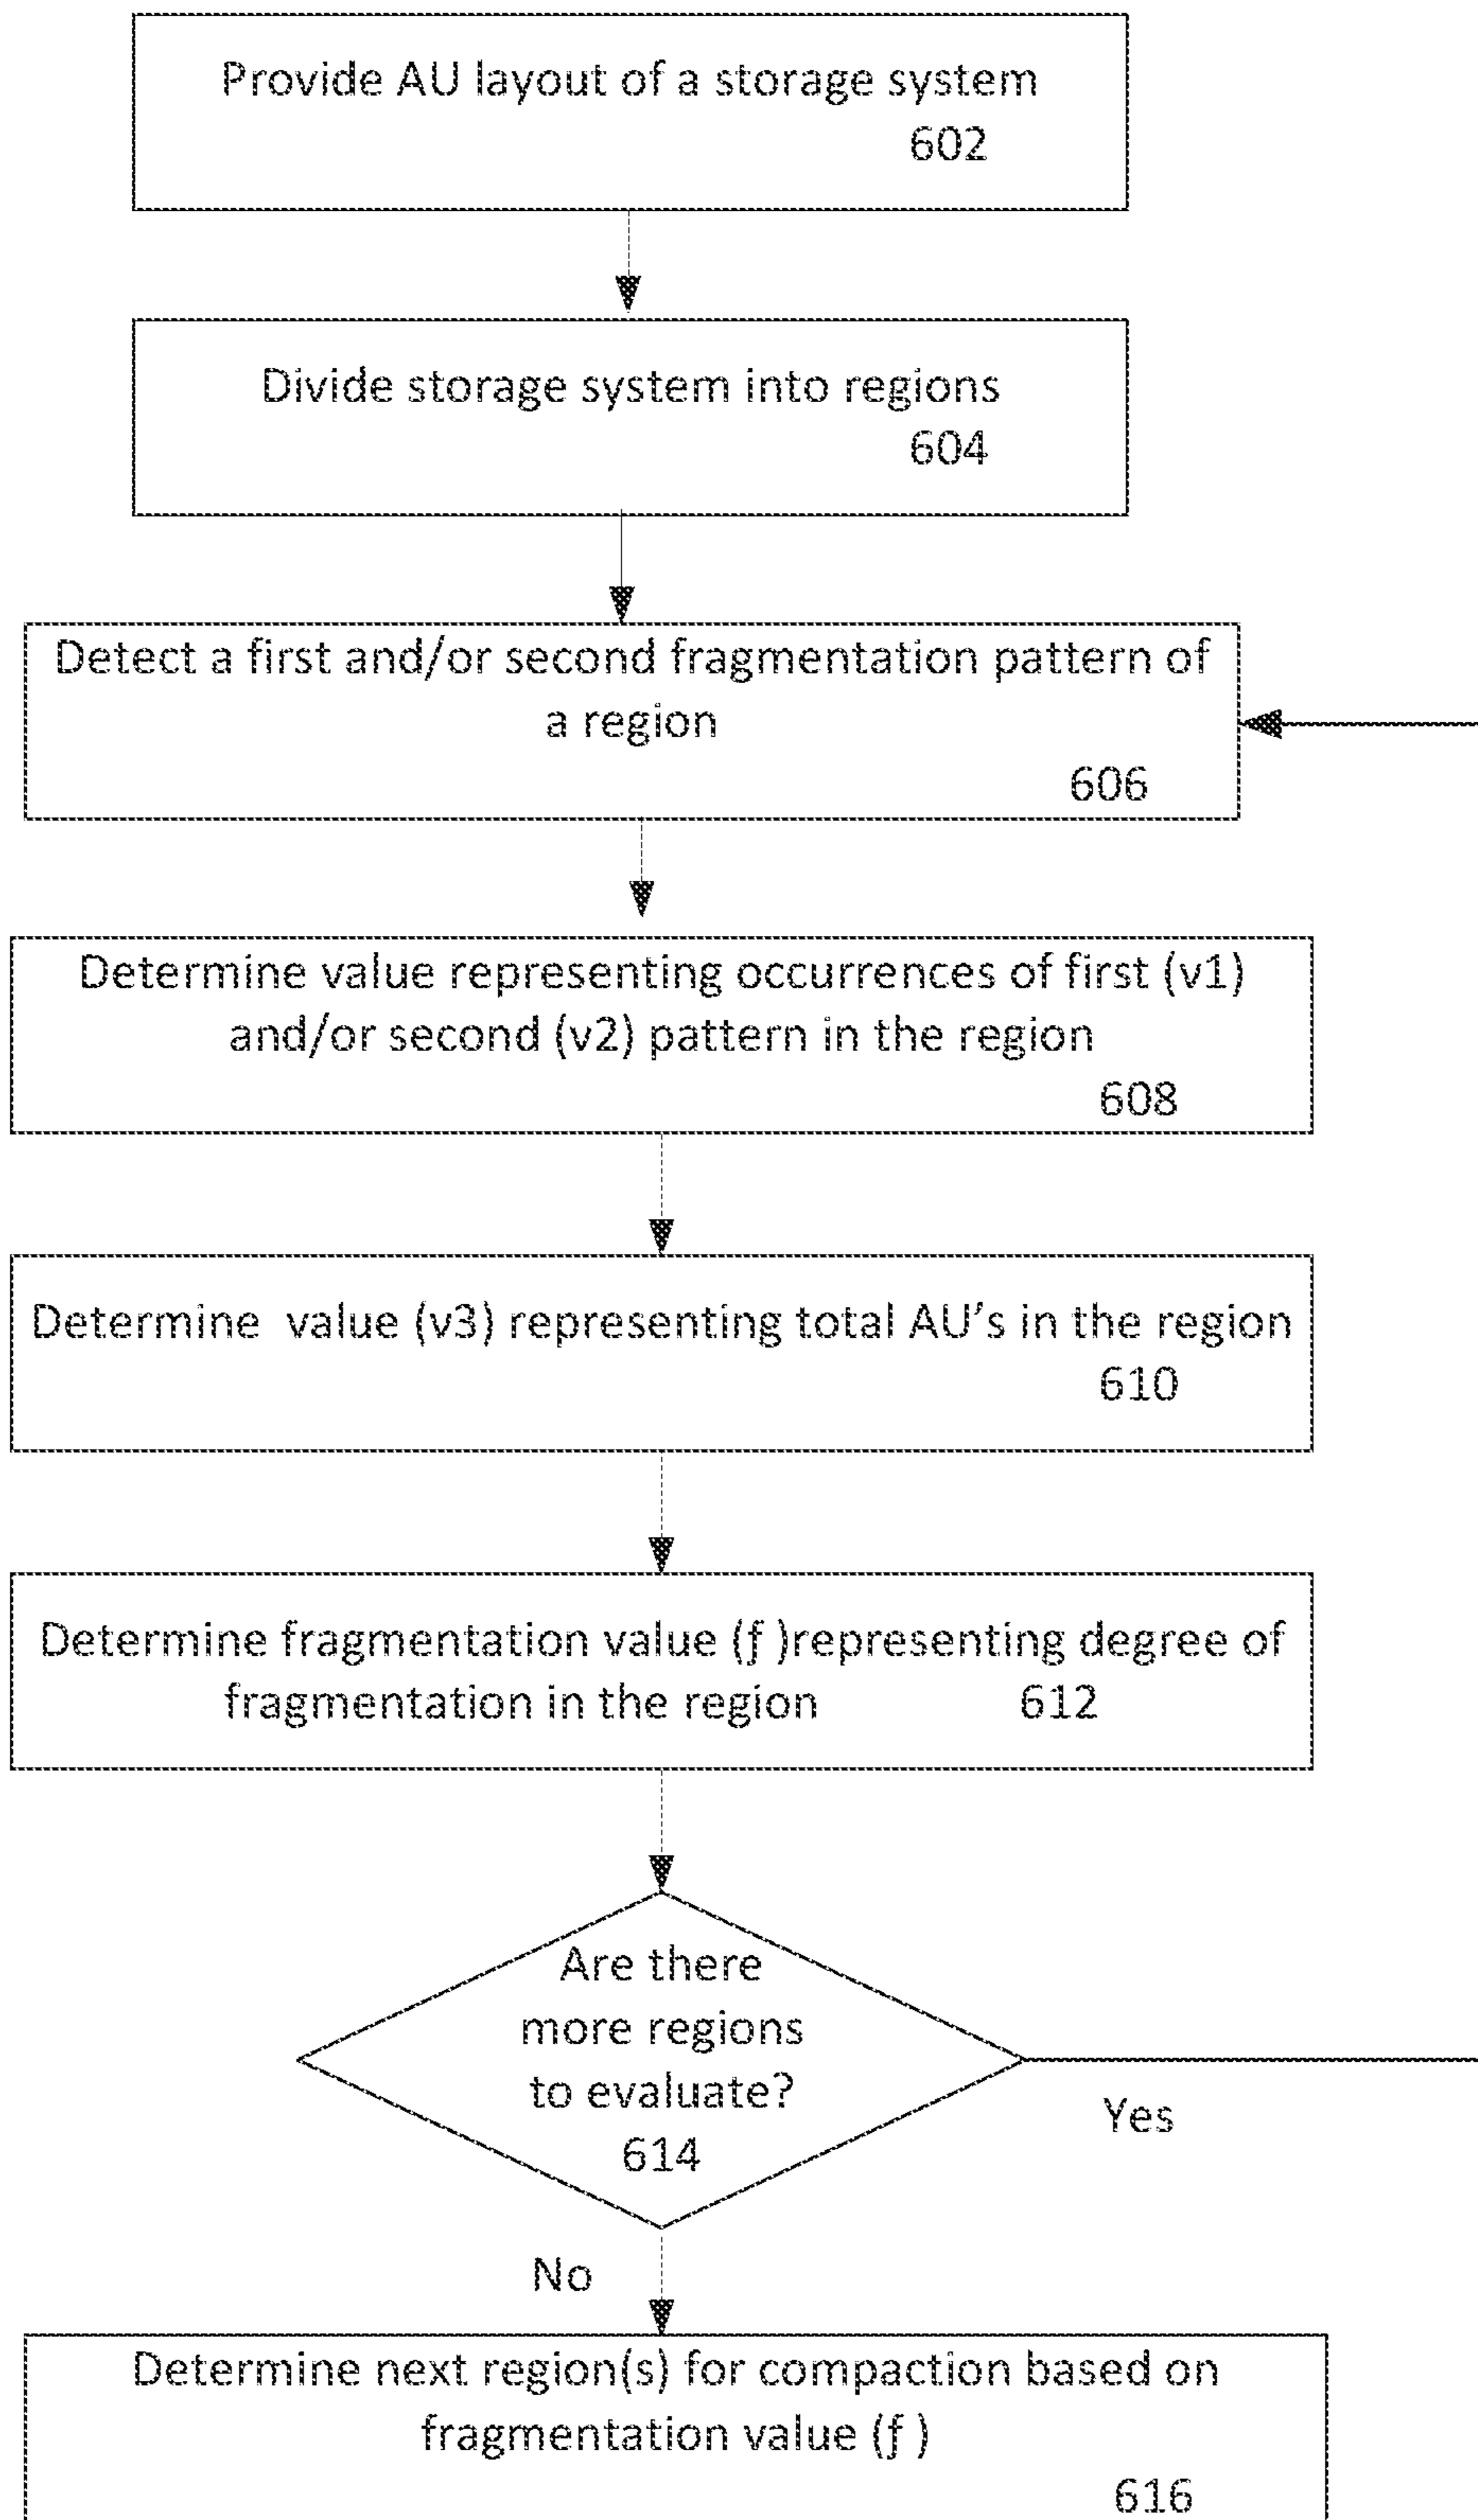 Provide AU layout of a storage system
602
Divide storage system into regions
604
Detect a first and/or second fragmentation pattern of
a region
606
Determine value representing occurrences of first (v1)
and/or second (v2) pattern in the region
608
Determine  value (v3) representing total AU's in the region
610
Determine fragmentation value (ƒ )representing degree of
fragmentation in the region 612
Are there
more regions
to evaluate?
614
Yes
No
Determine next region(s) for compaction based on
fragmentation value (ƒ )
616